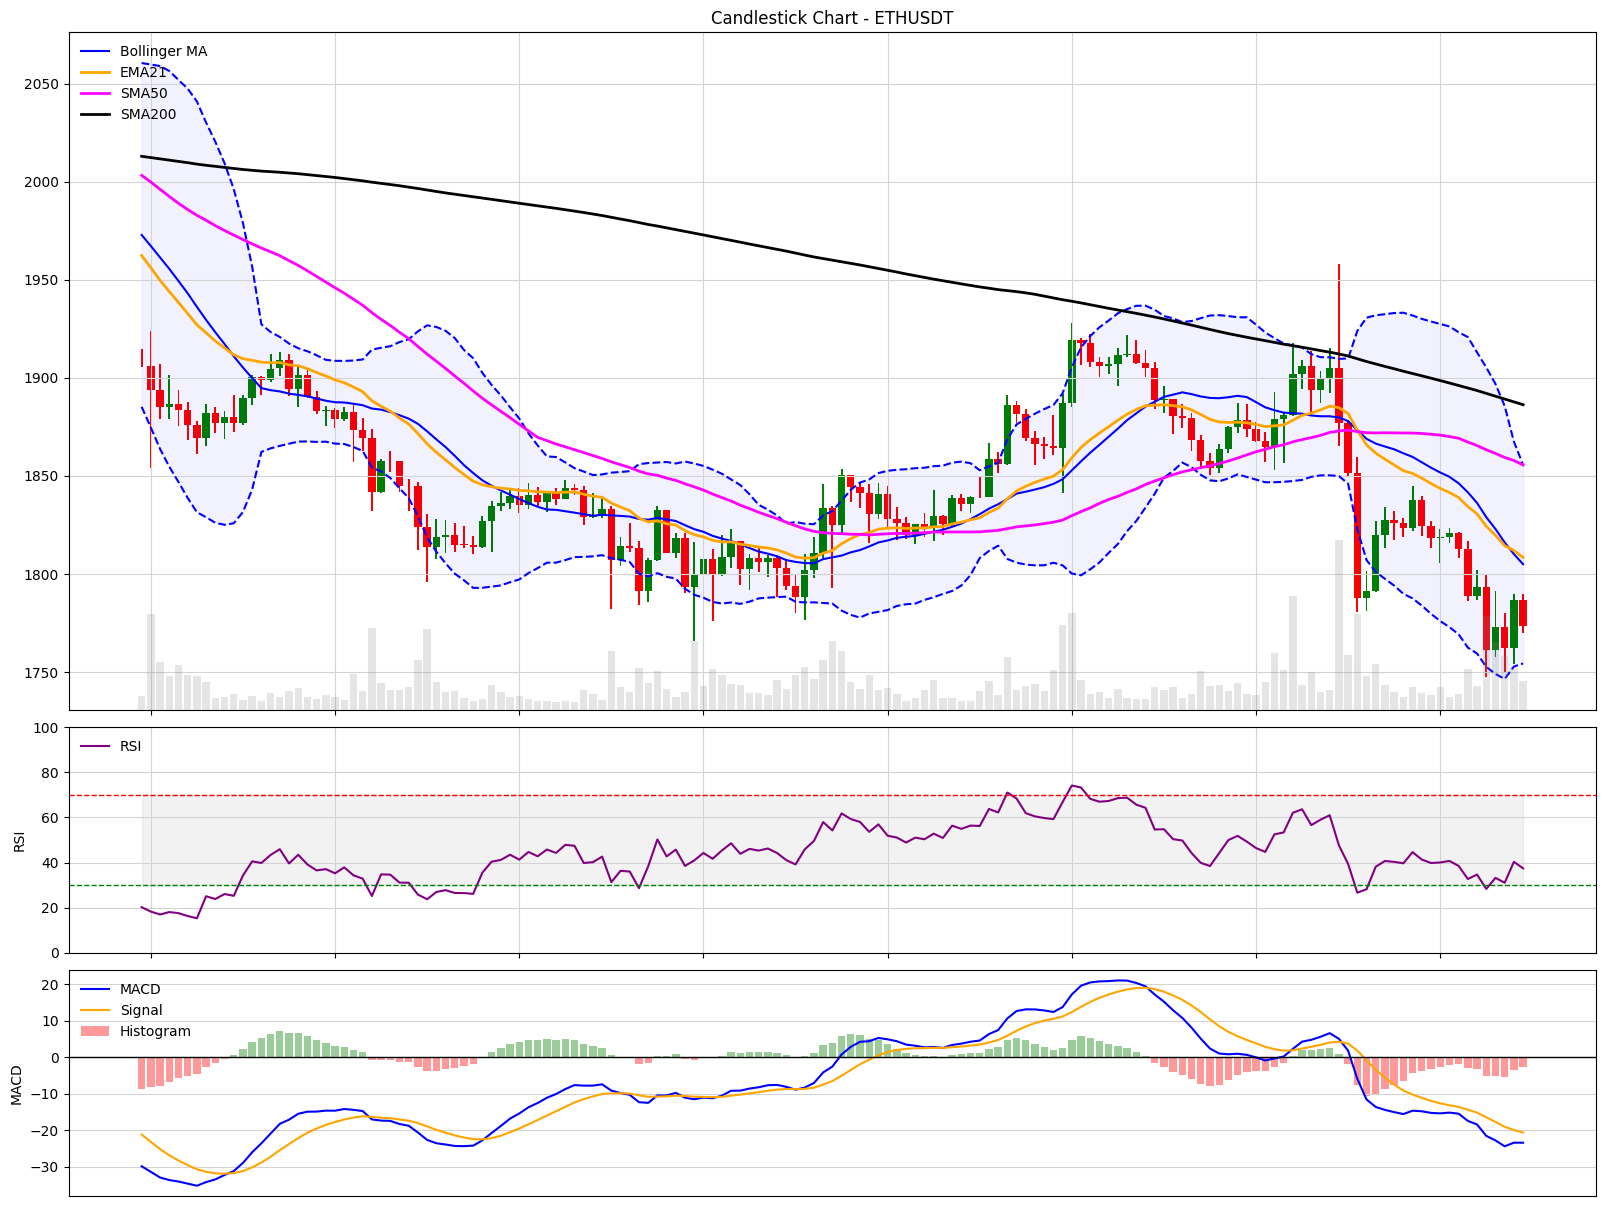 Candlestick Chart - ETHUSDT
Bollinger MA
EMA21
SMA50
SMA200
2050
2000
1950
1900
1850
1800
1750
RSI
100
80
60
40
20
0
RSI
MACD
Signal
Histogram
20
10
0
−10
−20
−30
MACD